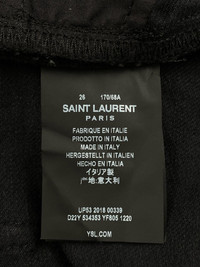 26 170/68A
SAINT LAURENT
PARIS
FABRIQUE EN ITALIE
PRODOTTO IN ITALIA
MADE IN ITALY
HERGESTELLT IN ITALIEN
HECHO EN ITALIA
イタリア製
产地:意大利
UP53 2018 00339
D22Y 534353 YF805 1220
YSL.COM